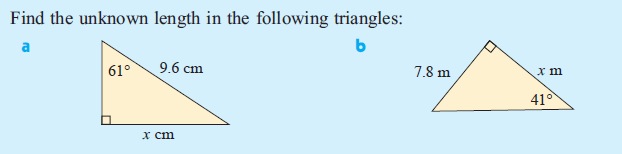 Find the unknown length in the following triangles:
a
61°
9.6 cm
x cm
b
7.8 m
x m
41°